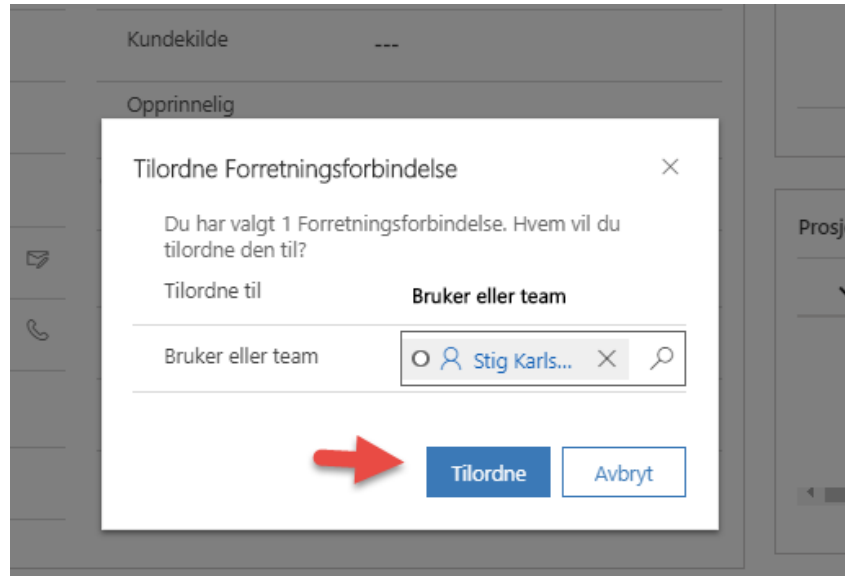 Kundekilde ---
Opprinnelig
Tilordne Forretningsforbindelse
Du har valgt 1 Forretningsforbindelse. Hvem vil du
tilordne den til?
Tilordne til Bruker eller team
Bruker eller team Stig Karls...
Tilordne Avbryt
Prosj